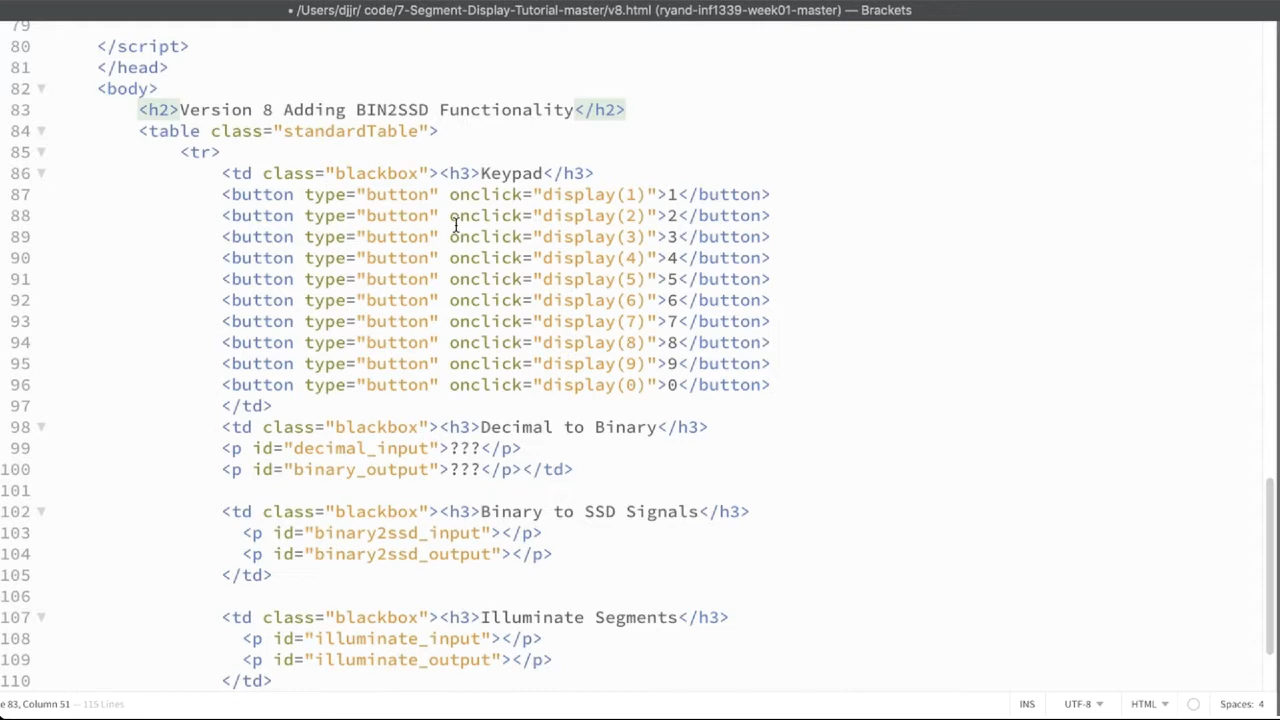 • /Users/djjr/ code/7-Segment-Display-Tutorial-master/v8.html (ryand-inf1339-week01-master) — Brackets
79
80 </script>
81 </head>
82 <body>
83 <h2>Version 8 Adding BIN2SSD Functionality</h2>
84 <table class="standardTable">
85 <tr>
86 <td class="blackbox"><h3>Keypad</h3>
87 <button type="button" onclick="display(1)">1</button>
88 <button type="button" onclick="display(2)">2</button>
89 <button type="button" onclick="display(3)">3</button>
90 <button type="button" onclick="display(4)">4</button>
91 <button type="button" onclick="display(5)">5</button>
92 <button type="button" onclick="display(6)">6</button>
93 <button type="button" onclick="display(7)">7</button>
94 <button type="button" onclick="display(8)">8</button>
95 <button type="button" onclick="display(9)">9</button>
96 <button type="button" onclick="display(0)">0</button>
97 </td>
98 <td class="blackbox"><h3>Decimal to Binary</h3>
99 <p id="decimal_input">???</p>
100 <p id="binary_output">???</p></td>
101
102 <td class="blackbox"><h3>Binary to SSD Signals</h3>
103 <p id="binary2ssd_input"></p>
104 <p id="binary2ssd_output"></p>
105 </td>
106
107 <td class="blackbox"><h3>Illuminate Segments</h3>
108 <p id="illuminate_input"></p>
109 <p id="illuminate_output"></p>
110 </td>
e 83, Column 51 — 115 Lines INS UTF-8 HTML Spaces: 4